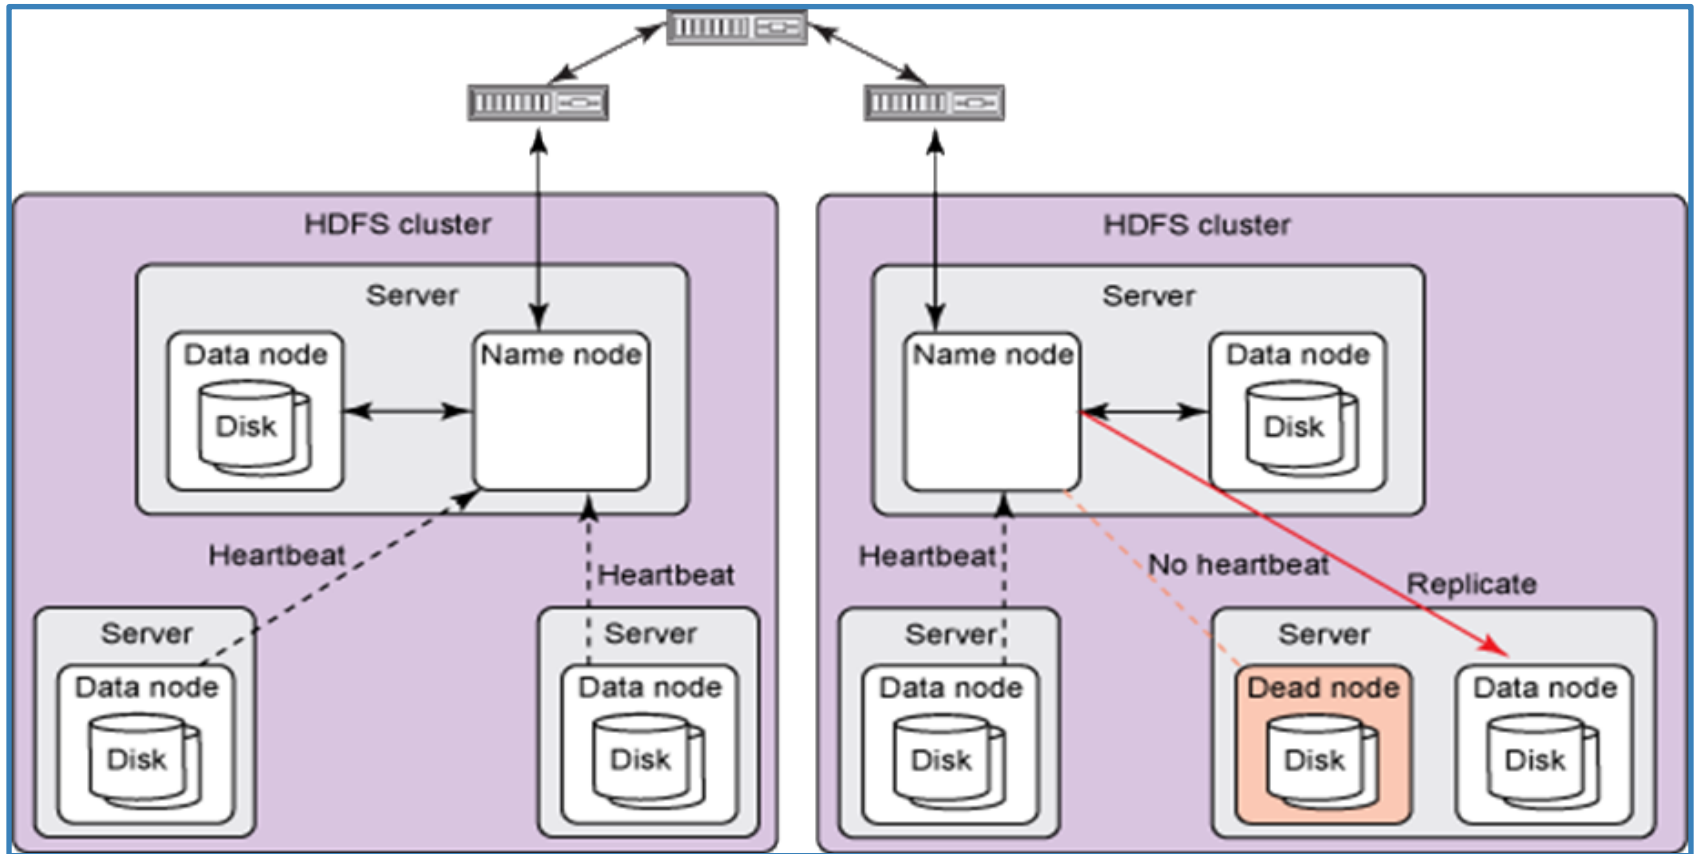 HDFS cluster
Server
Data node
Disk
Name node
Heartbeat
Heartbeat
Server
Data node
Disk
Server
Data node
Disk
HDFS cluster
Server
Name node
Data node
Disk
Heartbeat
No heartbeat
Replicate
Server
Data node
Disk
Server
Dead node
Disk
Data node
Disk